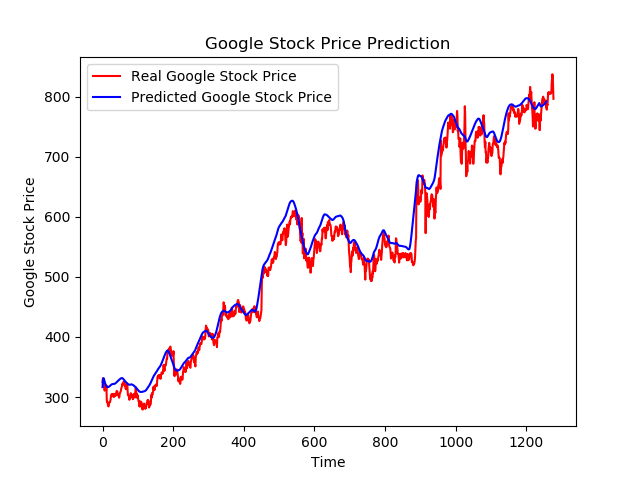 Google Stock Price Prediction
Real Google Stock Price
Predicted Google Stock Price
Google Stock Price
800
700
600
500
400
300
0 200 400 600 800 1000 1200
Time